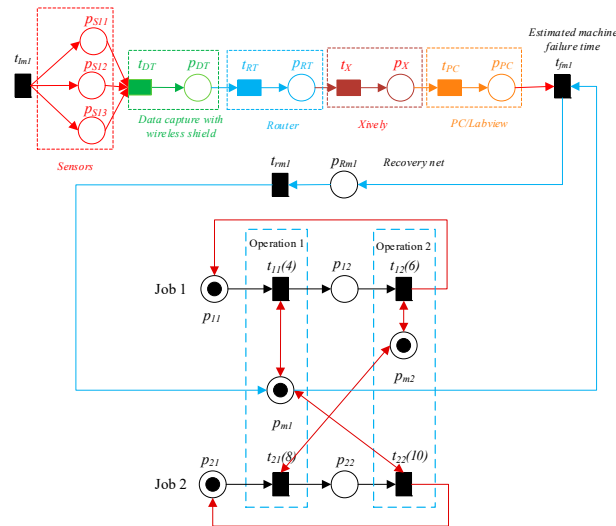 Estimated machine
failure time
t_Im1
p_S11
p_S12
p_S13
t_DT
p_DT
t_RT
p_RT
t_X
p_X
t_PC
p_PC
t_fm1
Data capture with
wireless shield
Router
Xively
PC/Labview
Sensors
t_rm1
p_Rm1
Recovery net
Operation 1
Operation 2
t_11(4)
p_12
t_12(6)
Job 1
p_11
p_m2
p_m1
p_21
t_21(8)
p_22
t_22(10)
Job 2